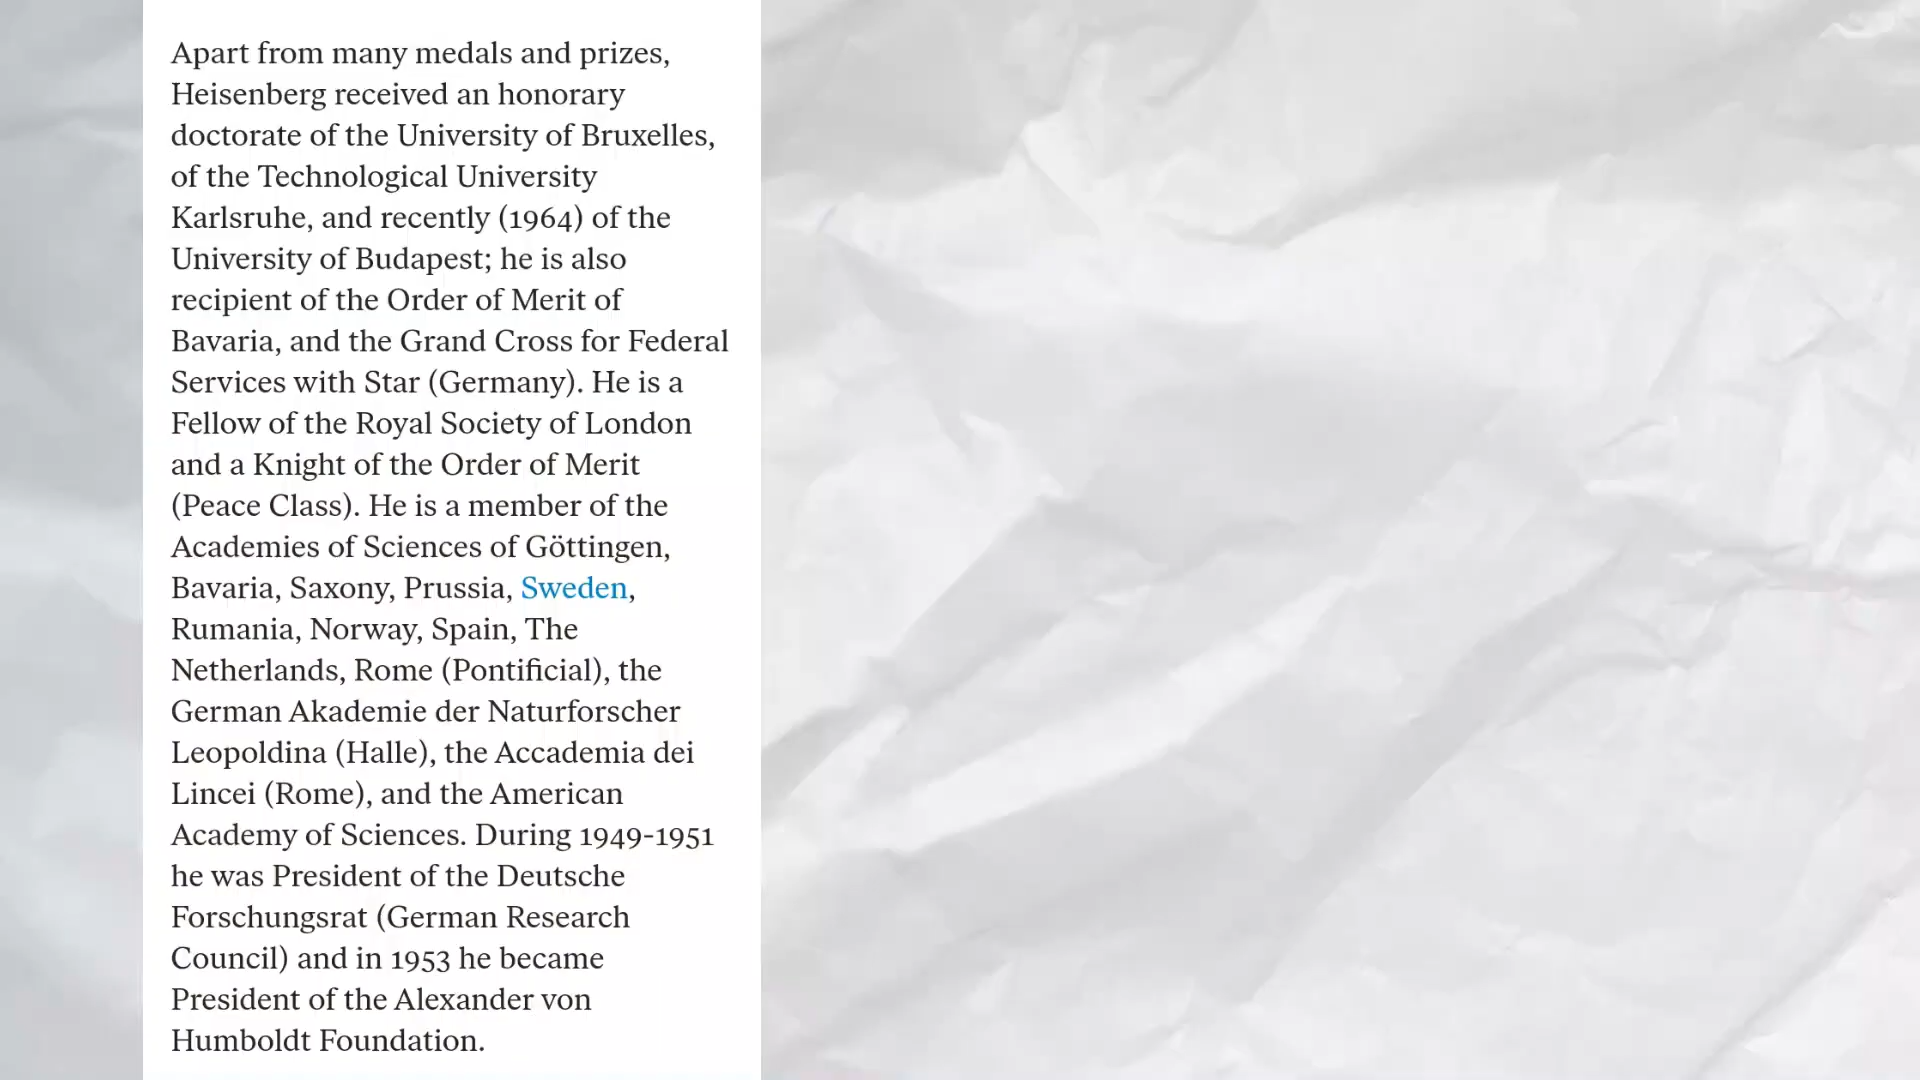 Apart from many medals and prizes,
Heisenberg received an honorary
doctorate of the University of Bruxelles,
of the Technological University
Karlsruhe, and recently (1964) of the
University of Budapest; he is also
recipient of the Order of Merit of
Bavaria, and the Grand Cross for Federal
Services with Star (Germany). He is a
Fellow of the Royal Society of London
and a Knight of the Order of Merit
(Peace Class). He is a member of the
Academies of Sciences of Göttingen,
Bavaria, Saxony, Prussia, Sweden,
Rumania, Norway, Spain, The
Netherlands, Rome (Pontificial), the
German Akademie der Naturforscher
Leopoldina (Halle), the Accademia dei
Lincei (Rome), and the American
Academy of Sciences. During 1949-1951
he was President of the Deutsche
Forschungsrat (German Research
Council) and in 1953 he became
President of the Alexander von
Humboldt Foundation.